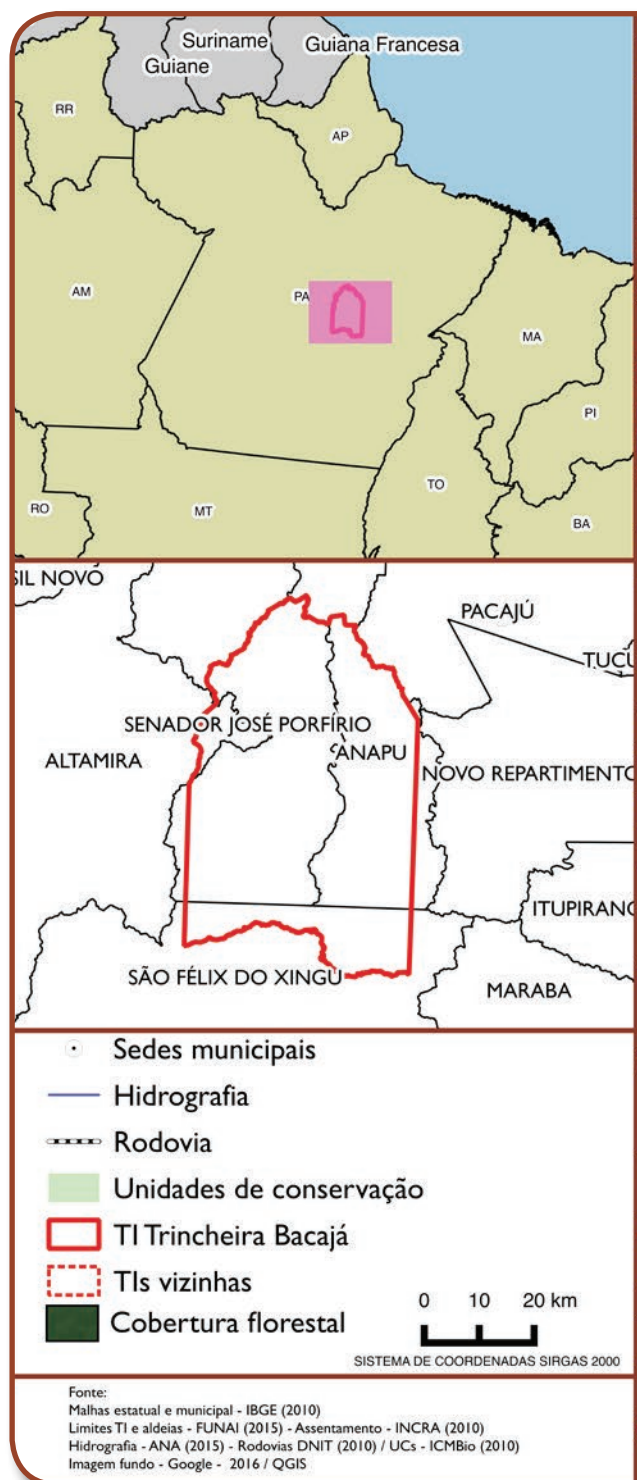 Suriname
Guiana Francesa
Guiane
RR
AP
AM
PA
MA
PI
TO
RO
MT
BA
SIL NOVO
PACAJÚ
TUCU
SENADOR JOSÉ PORFÍRIO
ALTAMIRA
ANAPU
NOVO REPARTIMENTO
ITUPIRANG
SÃO FÉLIX DO XINGU
MARABA
Sedes municipais
Hidrografia
Rodovia
Unidades de conservação
TI Trincheira Bacajá
TIs vizinhas
Cobertura florestal
0 10 20 km
SISTEMA DE COORDENADAS SIRGAS 2000
Fonte:
Malhas estatual e municipal - IBGE (2010)
Limites TI e aldeias - FUNAI (2015) - Assentamento - INCRA (2010)
Hidrografia - ANA (2015) - Rodovias DNIT (2010) / UCs - ICMBio (2010)
Imagem fundo - Google - 2016 / QGIS